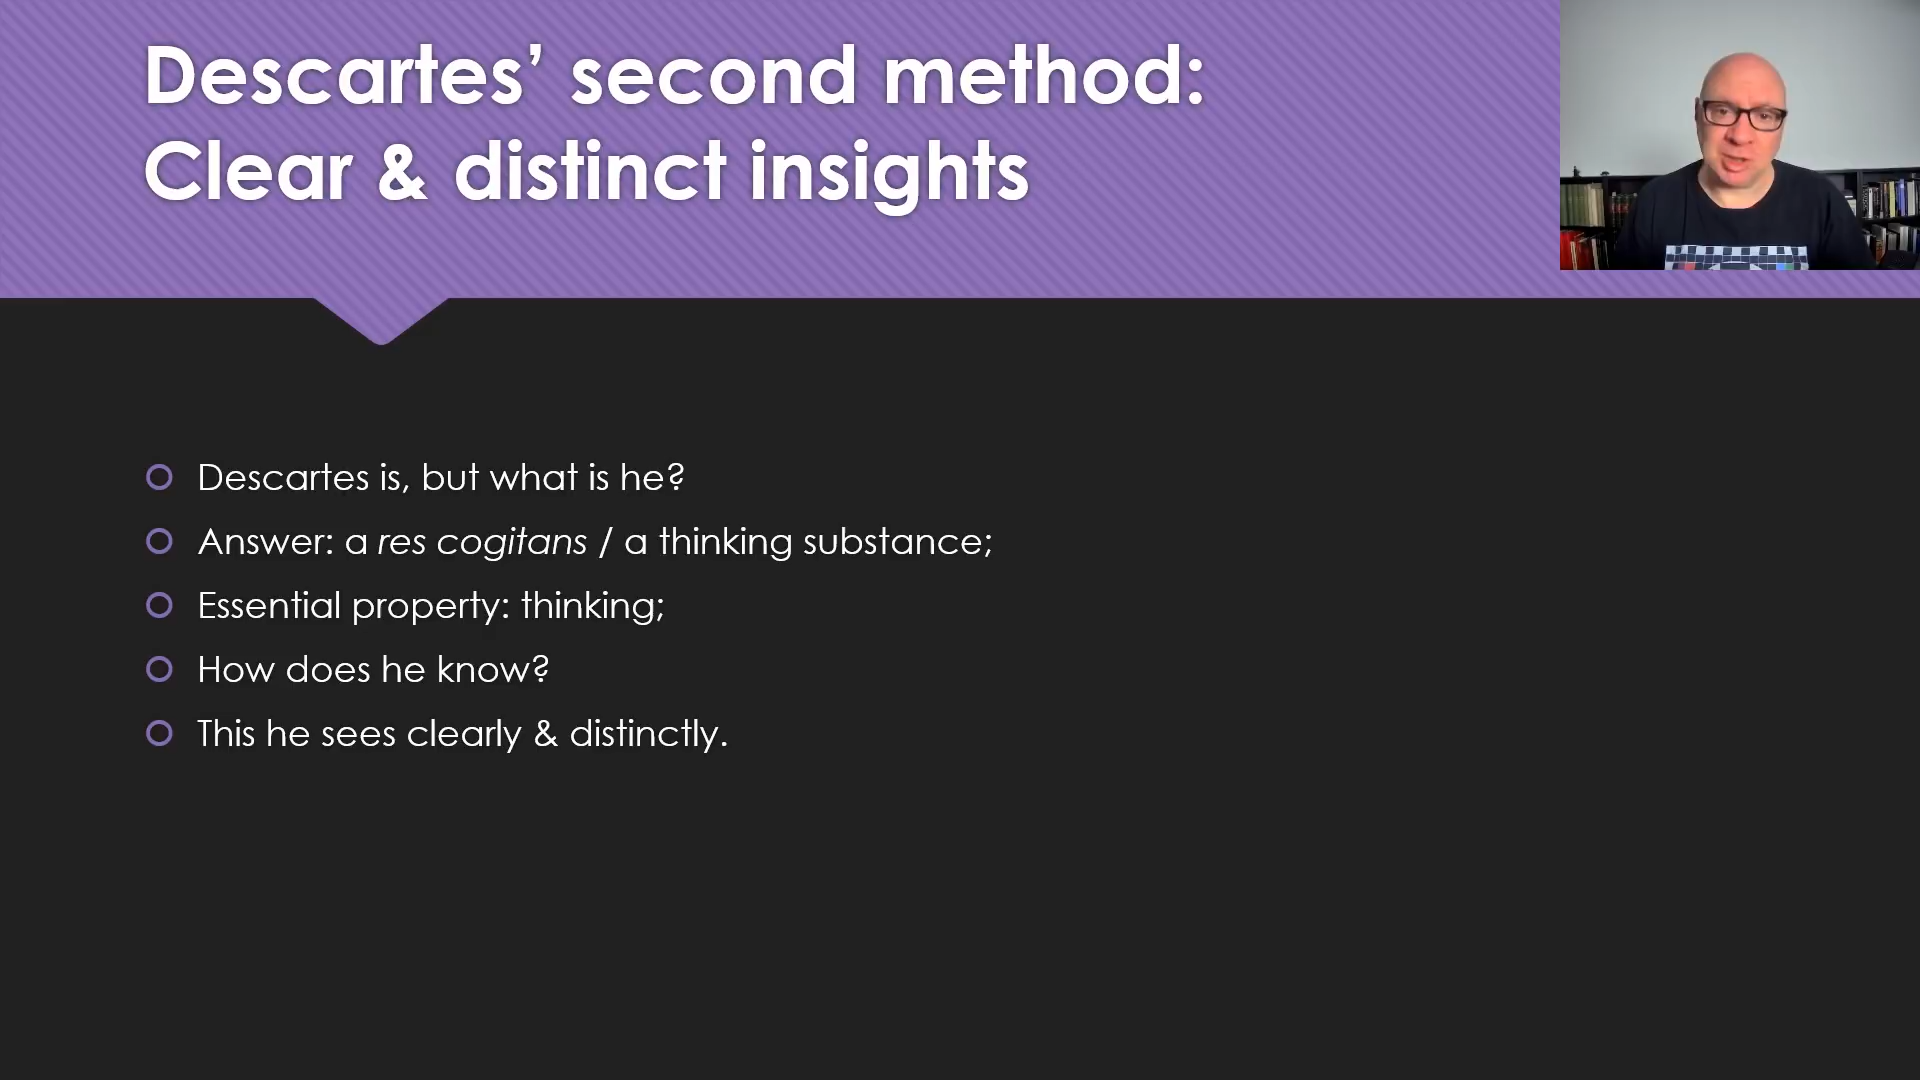 Descartes’ second method:
Clear & distinct insights
Descartes is, but what is he?
Answer: a res cogitans / a thinking substance;
Essential property: thinking;
How does he know?
This he sees clearly & distinctly.